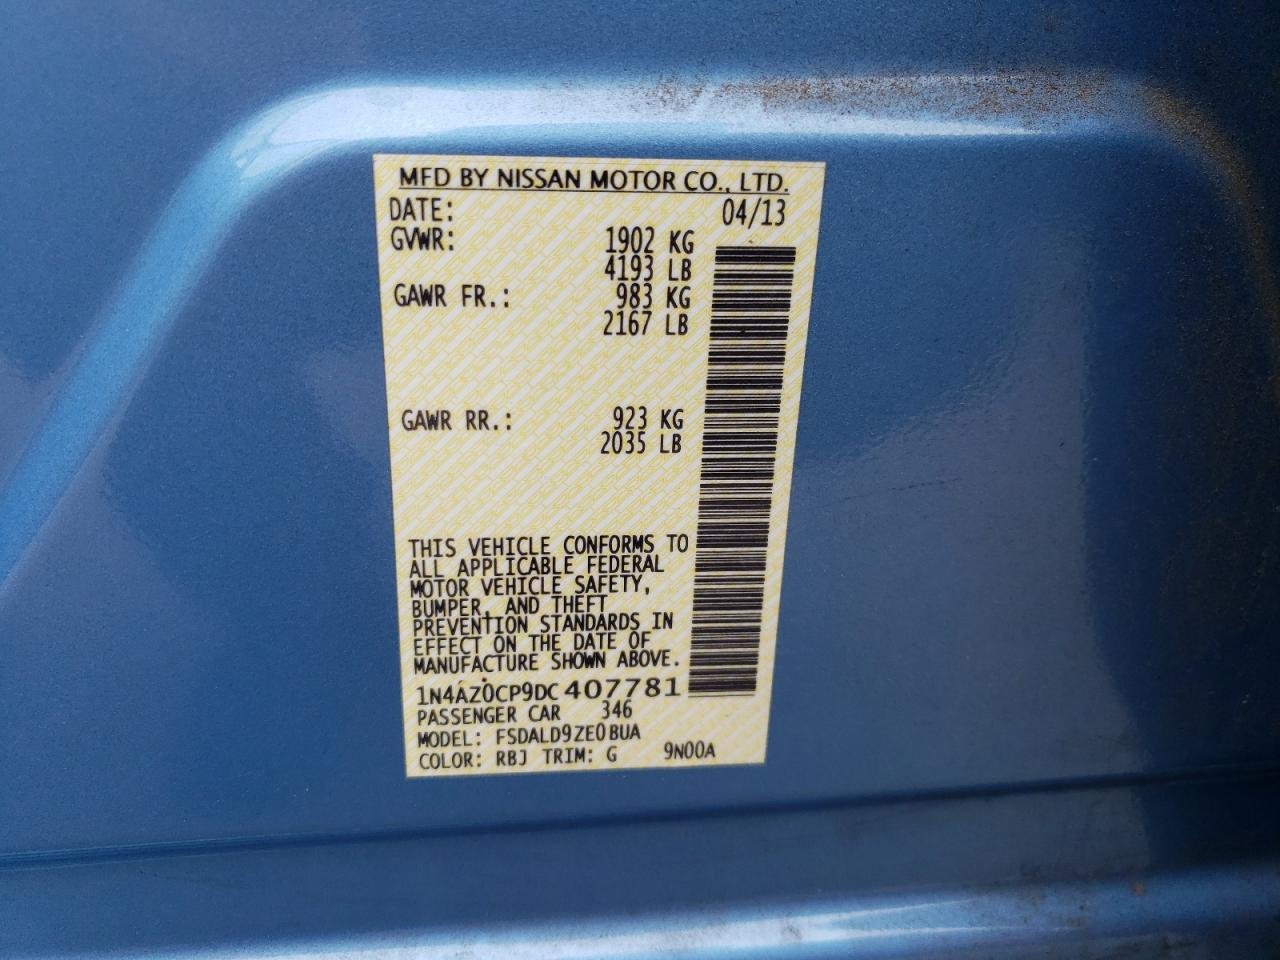 MFD BY NISSAN MOTOR CO., LTD.
DATE: 04/13
GVWR: 1902 KG
4193 LB
GAWR FR.: 983 KG
2167 LB
GAWR RR.: 923 KG
2035 LB
THIS VEHICLE CONFORMS TO
ALL APPLICABLE FEDERAL
MOTOR VEHICLE SAFETY,
BUMPER, AND THEFT
PREVENTION STANDARDS IN
EFFECT ON THE DATE OF
MANUFACTURE SHOWN ABOVE.
1N4AZ0CP9DC407781
PASSENGER CAR 346
MODEL: FSDALD9ZE0BUA
COLOR: RBJ TRIM: G 9N00A